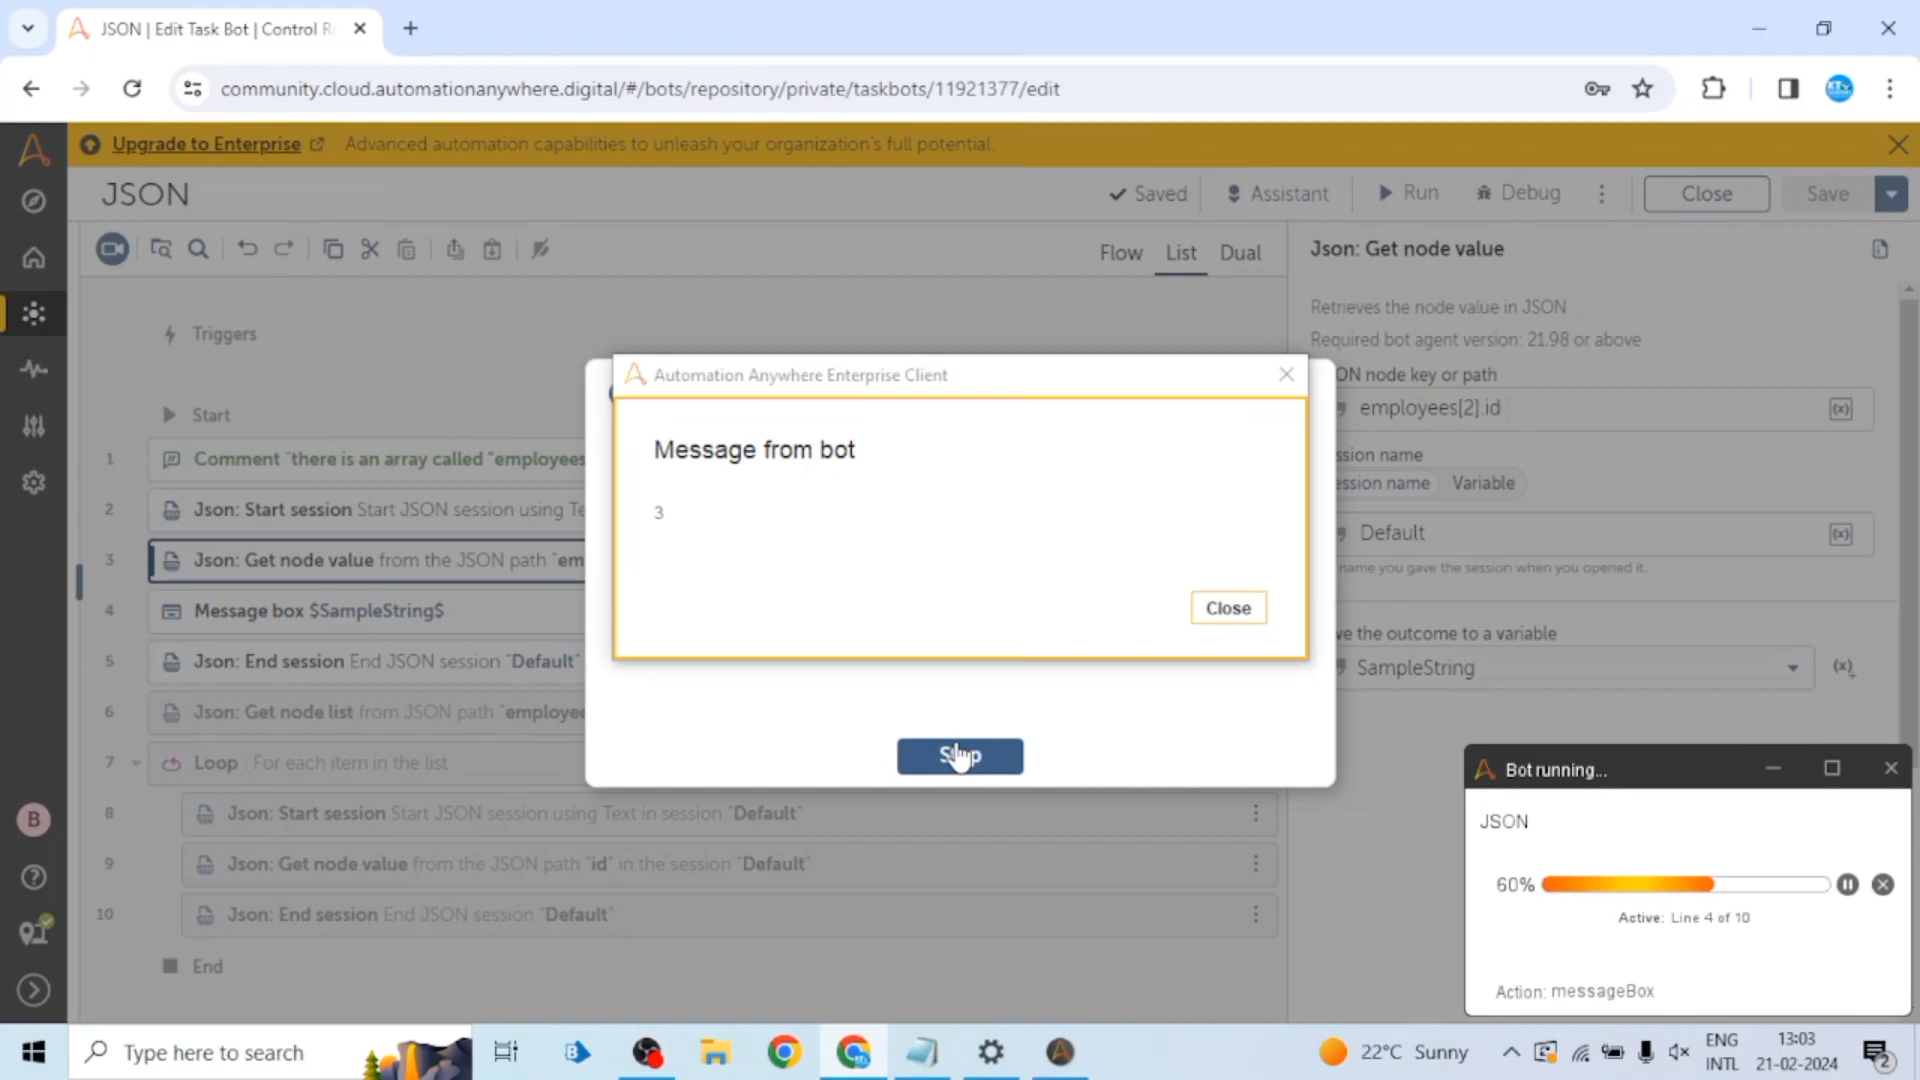 JSON | Edit Task Bot | Control R
community.cloud.automationanywhere.digital/#/bots/repository/private/taskbots/11921377/edit
Upgrade to Enterprise Advanced automation capabilities to unleash your organization's full potential.
JSON
Saved Assistant Run Debug Close Save
Flow List Dual
Triggers
Start
1 Comment "there is an array called "employees
2 Json: Start session Start JSON session using Te
3 Json: Get node value from the JSON path "em
4 Message box $SampleString$
5 Json: End session End JSON session "Default"
6 Json: Get node list from JSON path "employee
7 Loop : For each item in the list
8 Json: Start session Start JSON session using Text in session "Default"
9 Json: Get node value from the JSON path "id" in the session "Default"
10 Json: End session End JSON session "Default"
End
Json: Get node value
Retrieves the node value in JSON
Required bot agent version: 21.98 or above
ON node key or path
employees[2].id
ssion name
ession name Variable
Default
name you gave the session when you opened it.
ve the outcome to a variable
SampleString
Automation Anywhere Enterprise Client
Message from bot
3
Close
Bot running...
JSON
60%
Active: Line 4 of 10
Action: messageBox
B
Type here to search
22°C Sunny
ENG
INTL
13:03
21-02-2024
2